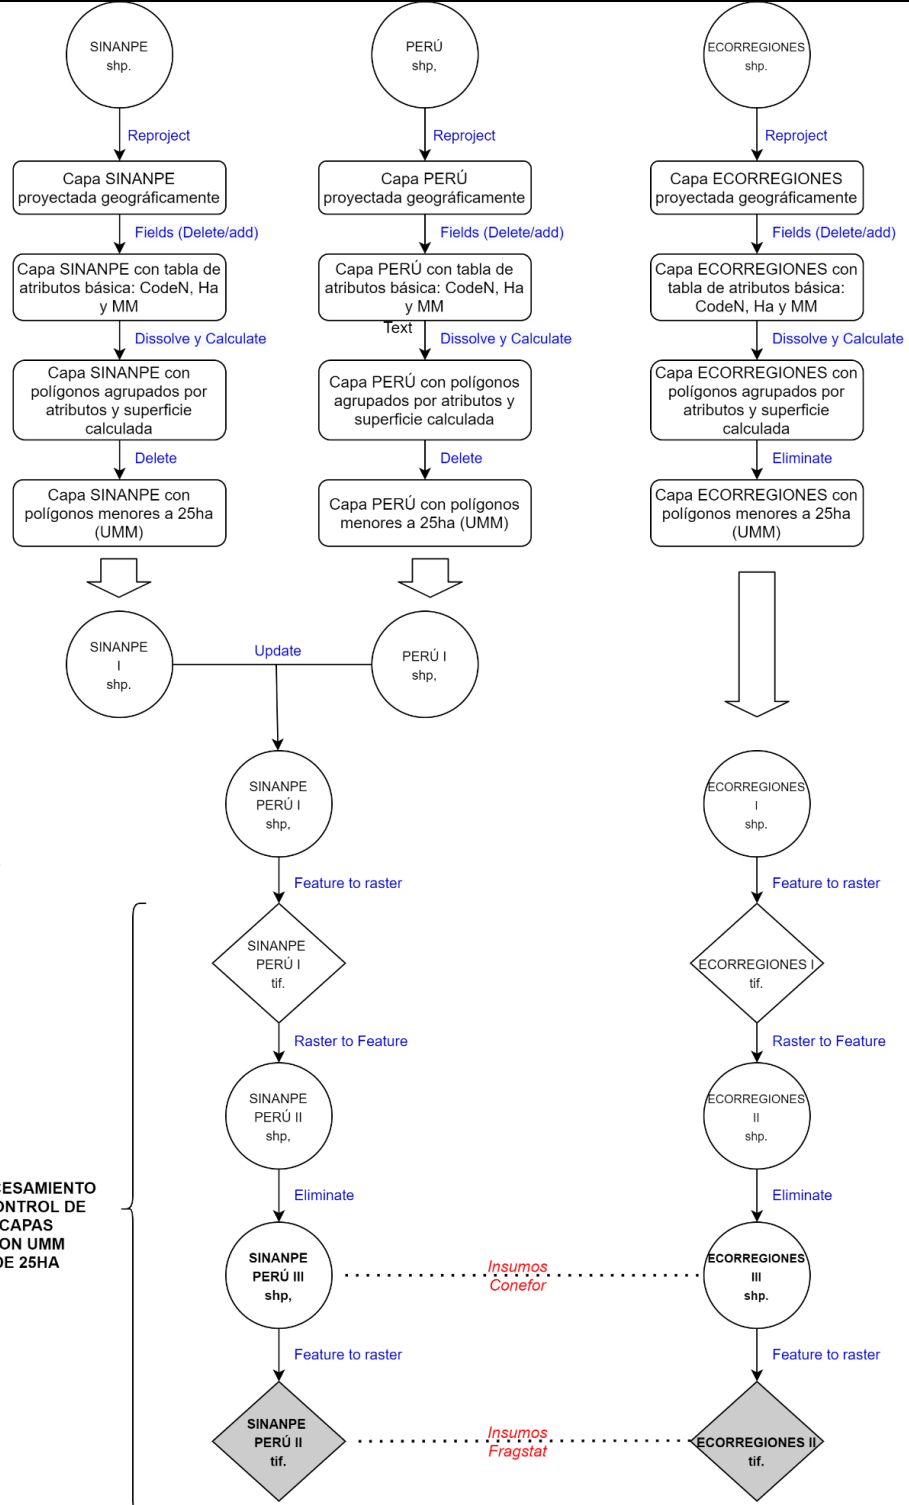 SINANPE
shp.
PERÚ
shp,
ECORREGIONES
shp.
Reproject
Reproject
Reproject
Capa SINANPE
proyectada geográficamente
Capa PERÚ
proyectada geográficamente
Capa ECORREGIONES
proyectada geográficamente
Fields (Delete/add)
Fields (Delete/add)
Fields (Delete/add)
Capa SINANPE con tabla de
atributos básica: CodeN, Ha
y MM
Capa PERÚ con tabla de
atributos básica: CodeN, Ha
y MM
Capa ECORREGIONES con
tabla de atributos básica:
CodeN, Ha y MM
Text
Dissolve y Calculate
Dissolve y Calculate
Dissolve y Calculate
Capa SINANPE con
polígonos agrupados por
atributos y superficie
calculada
Capa PERÚ con polígonos
agrupados por atributos y
superficie calculada
Capa ECORREGIONES con
polígonos agrupados por
atributos y superficie
calculada
Delete
Delete
Eliminate
Capa SINANPE con
polígonos menores a 25ha
(UMM)
Capa PERÚ con polígonos
menores a 25ha (UMM)
Capa ECORREGIONES con
polígonos menores a 25ha
(UMM)
SINANPE
I
shp.
Update
PERÚ I
shp,
SINANPE
PERÚ I
shp,
ECORREGIONES
I
shp.
Feature to raster
Feature to raster
SINANPE
PERÚ I
tif.
ECORREGIONES I
tif.
Raster to Feature
Raster to Feature
SINANPE
PERÚ II
shp,
ECORREGIONES
II
shp.
Eliminate
Eliminate
CESAMIENTO
ONTROL DE
CAPAS
ON UMM
DE 25HA
SINANPE
PERÚ III
shp,
Insumos
Conefor
ECORREGIONES
III
shp.
Feature to raster
Feature to raster
SINANPE
PERÚ II
tif.
Insumos
Fragstat
ECORREGIONES II
tif.